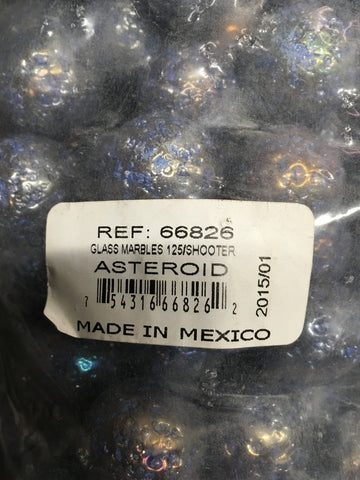 REF: 66826
GLASS MARBLES 125/SHOOTER
ASTEROID
7 54316 66826 2
2015/01
MADE IN MEXICO